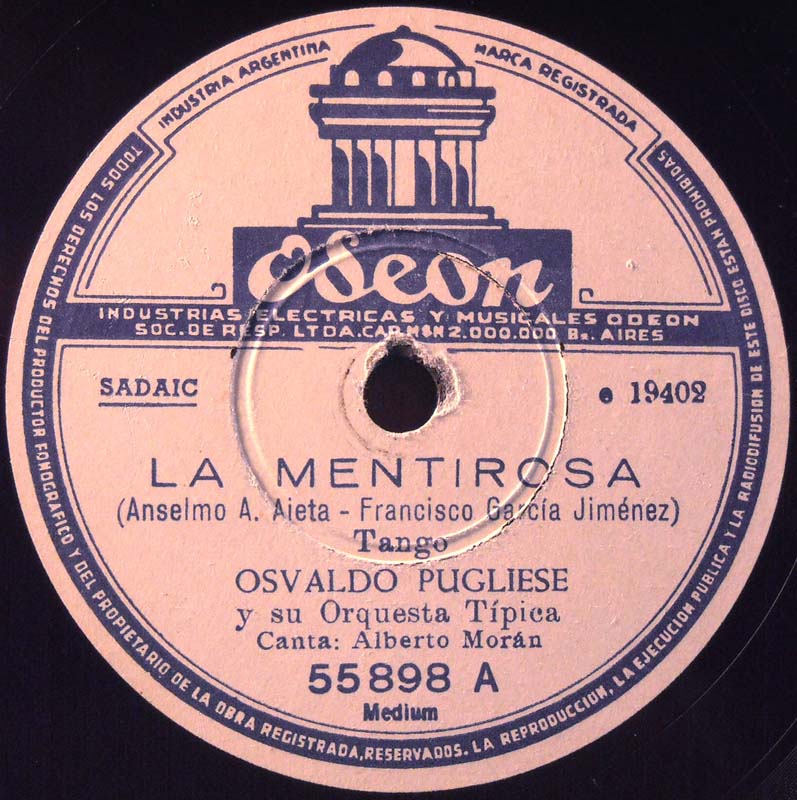 INDUSTRIA ARGENTINA
MARCA REGISTRADA
Odeon
INDUSTRIAS ELECTRICAS Y MUSICALES ODEON
SOC. DE RESP. LTDA. CAP. M$N 2.000.000 Bs. AIRES
SADAIC
e 19402
LA MENTIROSA
(Anselmo A. Aieta - Francisco García Jiménez)
Tango
OSVALDO PUGLIESE
y su Orquesta Típica
Canta: Alberto Morán
55898 A
Medium
TODOS LOS DERECHOS DEL PRODUCTOR FONOGRAFICO Y DEL PROPIETARIO DE LA OBRA REGISTRADA, RESERVADOS. LA REPRODUCCION, LA EJECUCION PUBLICA Y LA RADIODIFUSION DE ESTE DISCO ESTAN PROHIBIDAS